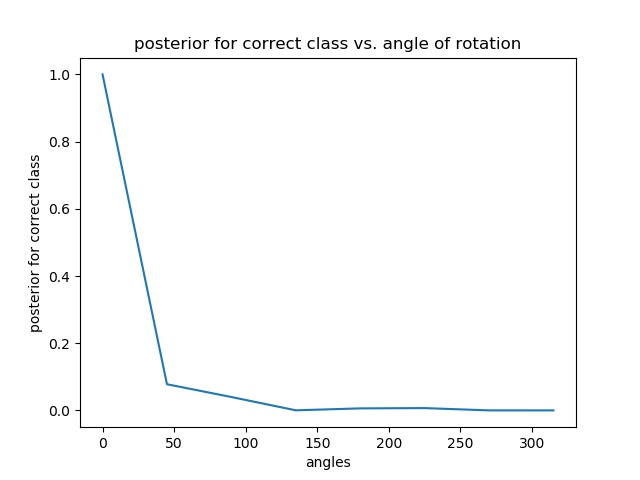 posterior for correct class vs. angle of rotation
1.0
0.8
0.6
0.4
0.2
0.0
posterior for correct class
0 50 100 150 200 250 300
angles